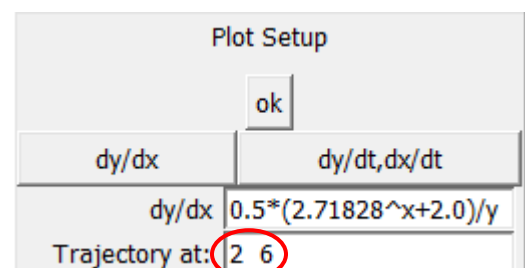 Plot Setup
ok
dy/dx dy/dt,dx/dt
dy/dx 0.5*(2.71828^x+2.0)/y
Trajectory at: 2 6